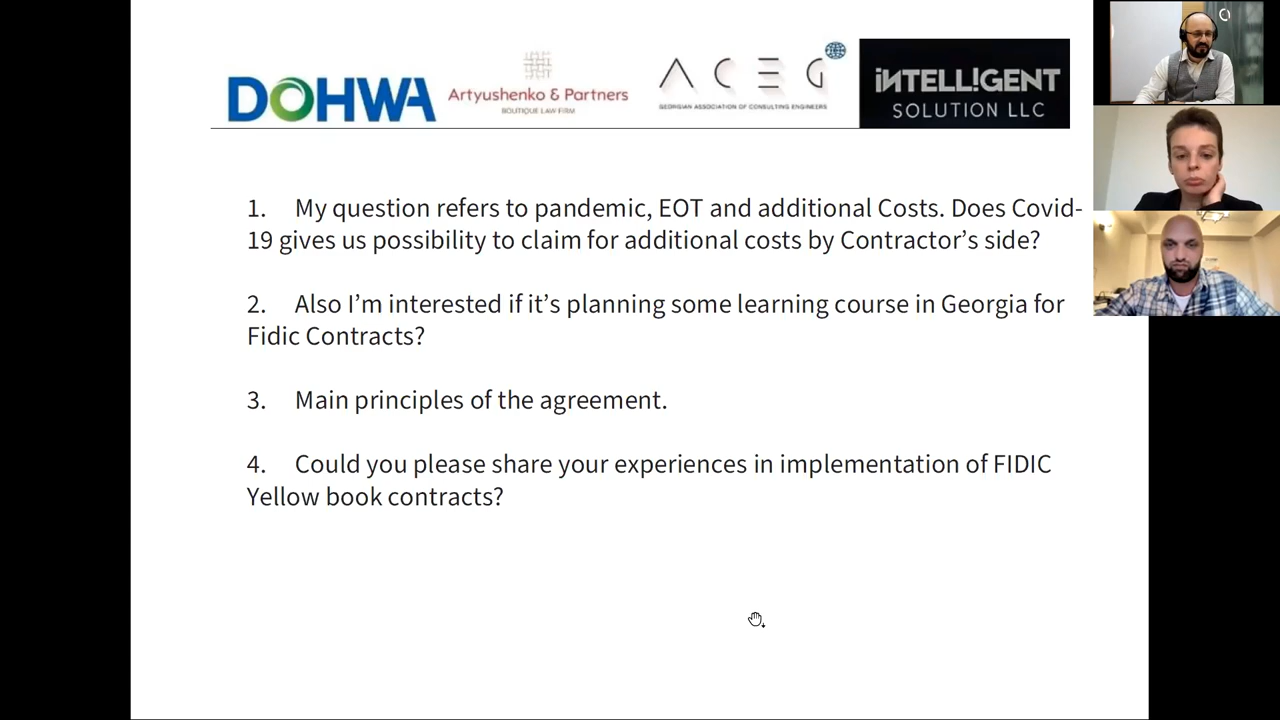 DOHWA
Artyushenko & Partners
BOUTIQUE LAW FIRM
ACEG
GEORGIAN ASSOCIATION OF CONSULTING ENGINEERS
iNTELL!GENT
SOLUTION LLC
1. My question refers to pandemic, EOT and additional Costs. Does Covid-
19 gives us possibility to claim for additional costs by Contractor’s side?
2. Also I’m interested if it’s planning some learning course in Georgia for
Fidic Contracts?
3. Main principles of the agreement.
4. Could you please share your experiences in implementation of FIDIC
Yellow book contracts?